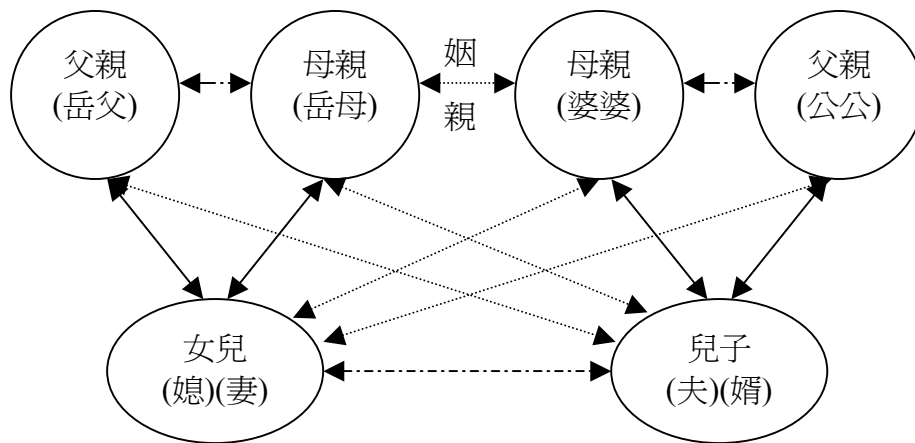 父親
(岳父)
母親
(岳母)
姻
親
母親
(婆婆)
父親
(公公)
女兒
(媳)(妻)
兒子
(夫)(婿)